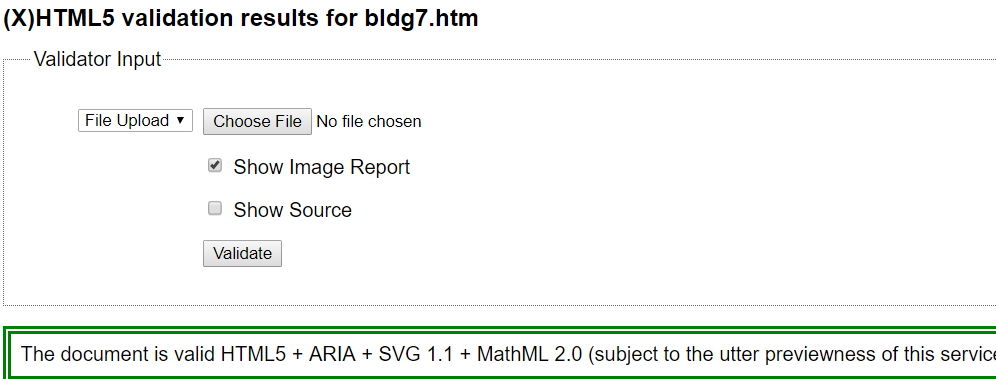 (X)HTML5 validation results for bldg7.htm
Validator Input
File Upload Choose File No file chosen
Show Image Report
Show Source
Validate
The document is valid HTML5 + ARIA + SVG 1.1 + MathML 2.0 (subject to the utter previewness of this service